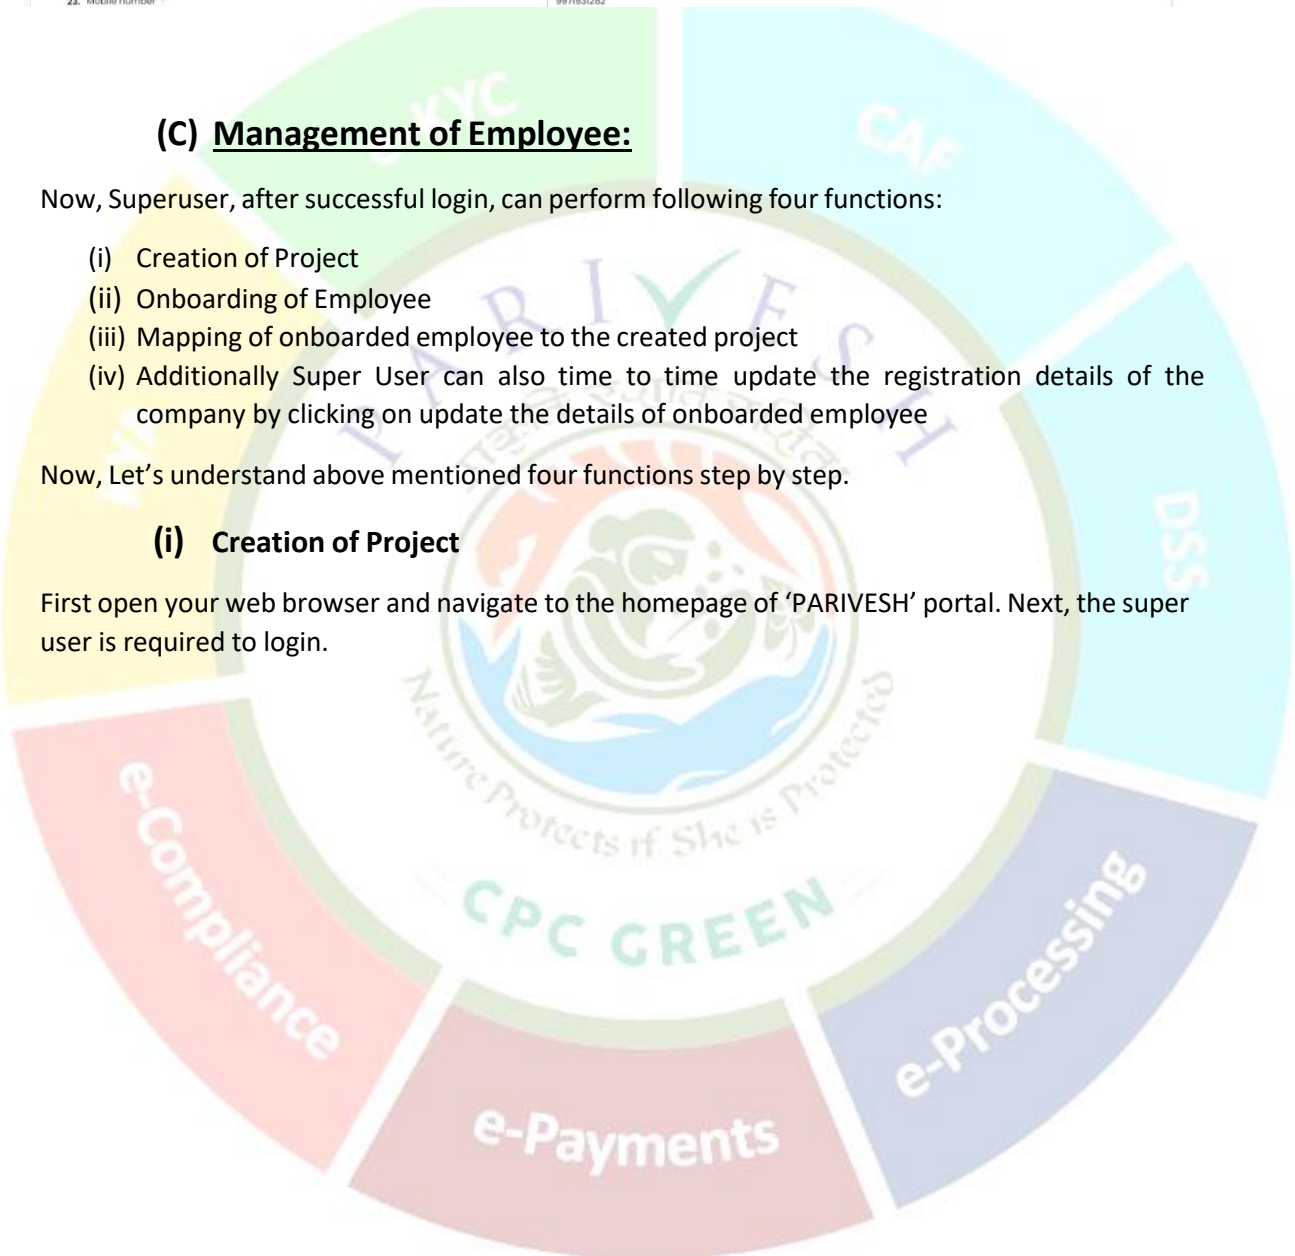 23. Mobile number
9971931282
(C) Management of Employee:
Now, Superuser, after successful login, can perform following four functions:
(i) Creation of Project
(ii) Onboarding of Employee
(iii) Mapping of onboarded employee to the created project
(iv) Additionally Super User can also time to time update the registration details of the
company by clicking on update the details of onboarded employee
Now, Let’s understand above mentioned four functions step by step.
(i) Creation of Project
First open your web browser and navigate to the homepage of ‘PARIVESH’ portal. Next, the super
user is required to login.
KYC
CAF
DSS
PARIVESH
Nature Protects if She is Protected
CPC GREEN
e-Compliance
e-Payments
e-Processing